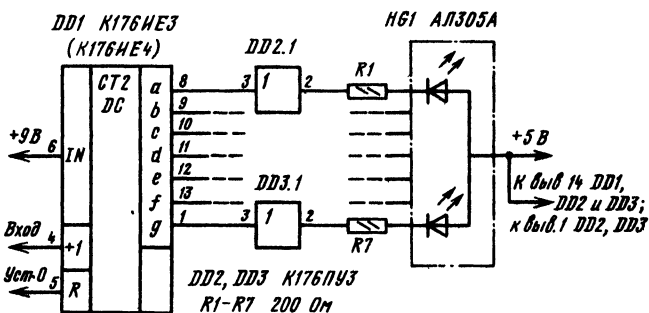 DD1 К176ИЕ3
(К176ИЕ4)
DD2.1
HG1 АЛ305А
CT2
DC
a 8
3 1 2
R1
b 9
c 10
+9В 6 IN
d 11
+5 В
e 12
DD3.1
к выв 14 DD1,
DD2 и DD3;
к выв.1 DD2, DD3
f 13
g 1
3 1 2
R7
Вход 4 +1
Уст.0 5 R
DD2, DD3 К176ПУ3
R1-R7 200 Ом